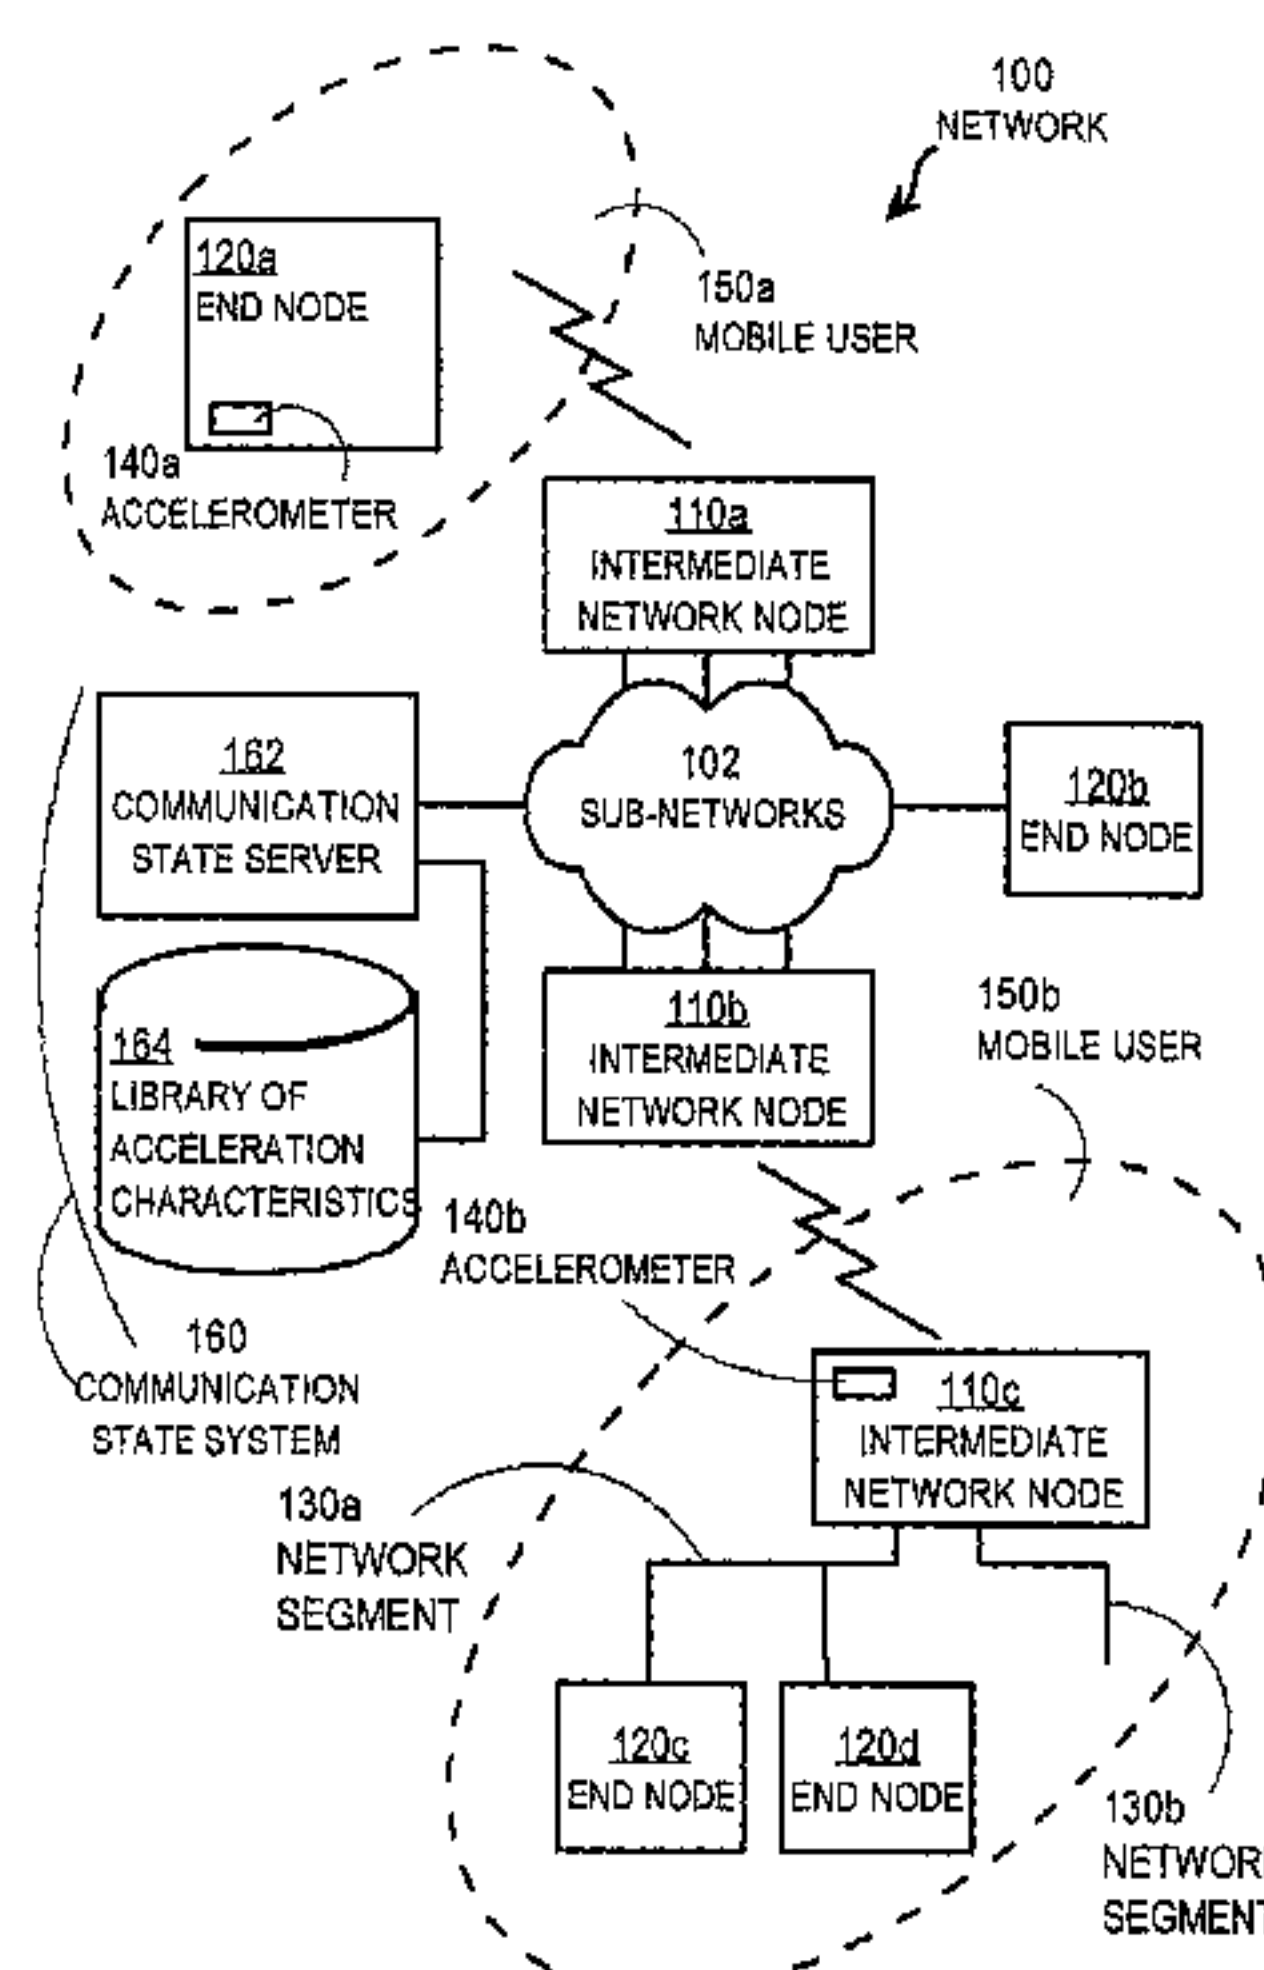 100
NETWORK
120a
END NODE
150a
MOBILE USER
140a
ACCELEROMETER
110a
INTERMEDIATE
NETWORK NODE
162
COMMUNICATION
STATE SERVER
102
SUB-NETWORKS
120b
END NODE
164
LIBRARY OF
ACCELERATION
CHARACTERISTICS
110b
INTERMEDIATE
NETWORK NODE
150b
MOBILE USER
140b
ACCELEROMETER
160
COMMUNICATION
STATE SYSTEM
110c
INTERMEDIATE
NETWORK NODE
130a
NETWORK
SEGMENT
120c
END NODE
120d
END NODE
130b
NETWOR
SEGMENT